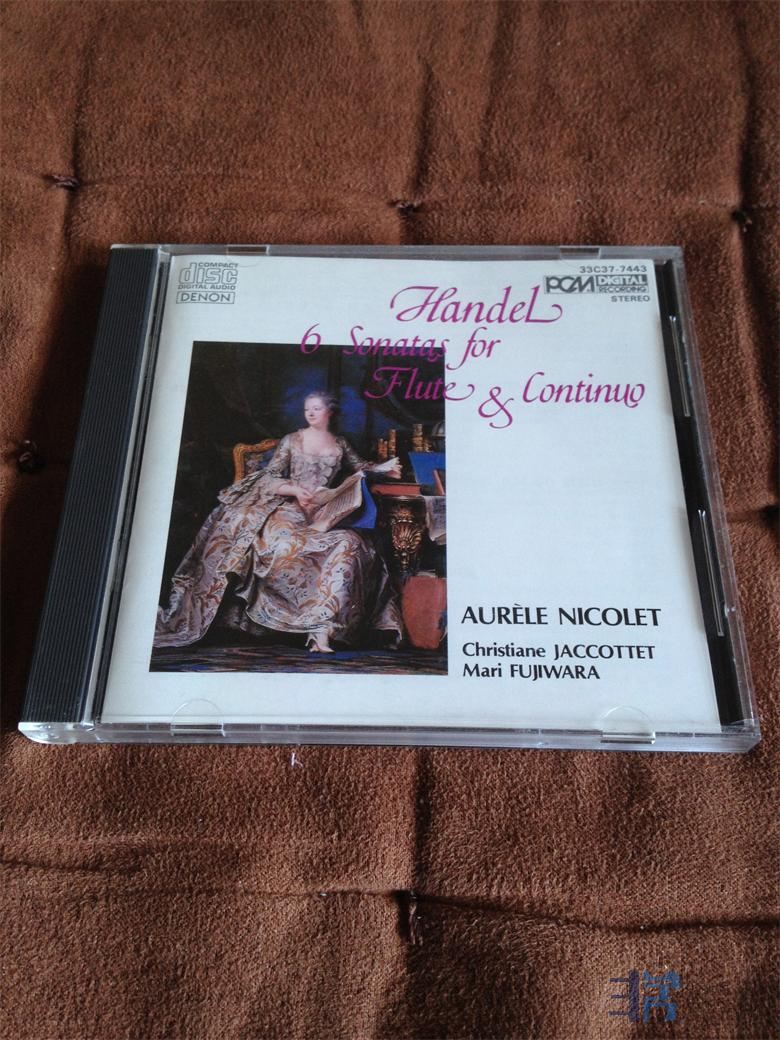 COMPACT
disc
DIGITAL AUDIO
DENON
33C37-7443
PCM DIGITAL RECORDING
STEREO
Handel
6 Sonatas for
Flute & Continuo
AURÈLE NICOLET
Christiane JACCOTTET
Mari FUJIWARA